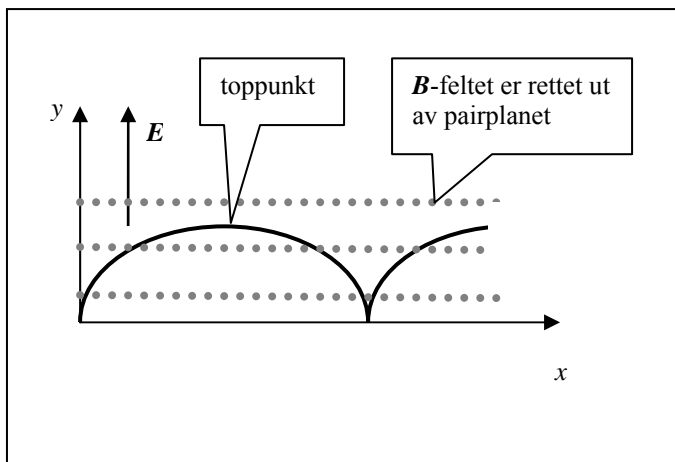 toppunkt
B-feltet er rettet ut
av pairplanet
y
E
x